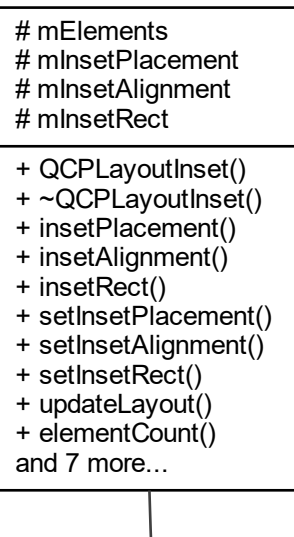 # mElements
# mInsetPlacement
# mInsetAlignment
# mInsetRect
+ QCPLayoutInset()
+ ~QCPLayoutInset()
+ insetPlacement()
+ insetAlignment()
+ insetRect()
+ setInsetPlacement()
+ setInsetAlignment()
+ setInsetRect()
+ updateLayout()
+ elementCount()
and 7 more...